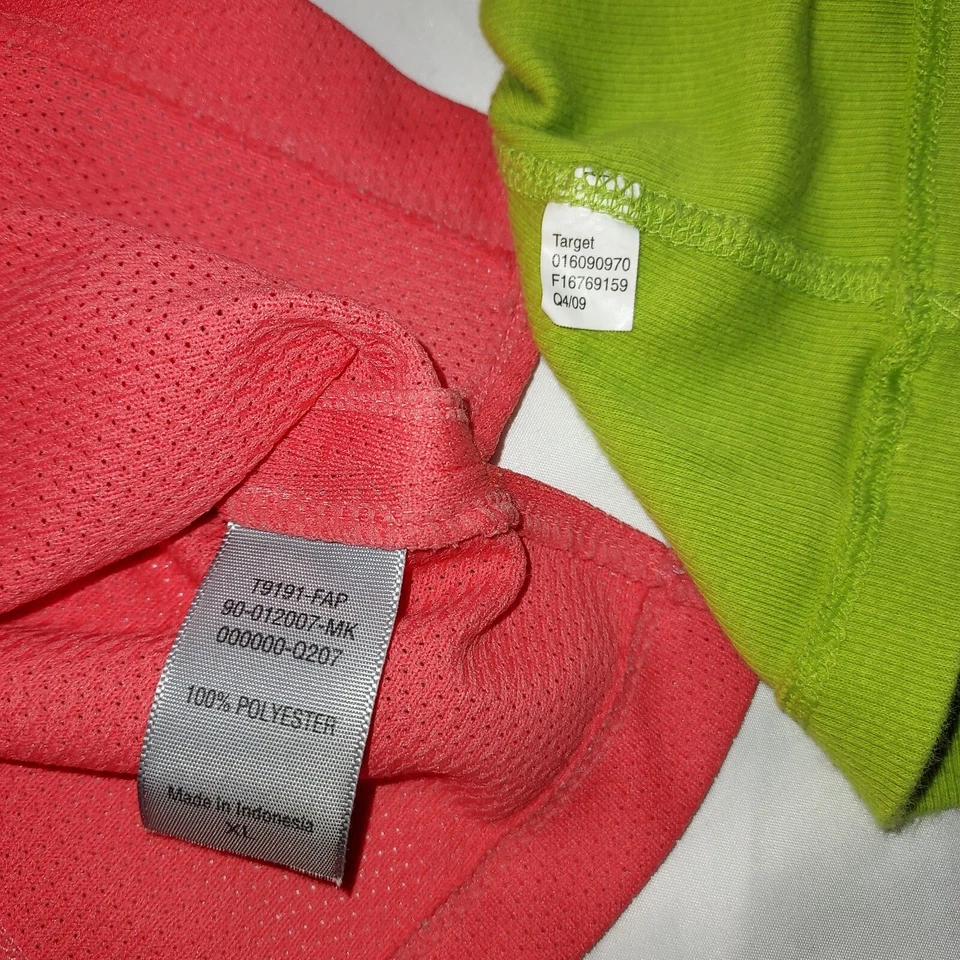 Target
016090970
F16769159
Q4/09
T9191-FAP
90-012007-MK
000000-Q207
100% POLYESTER
Made in Indonesia
XL